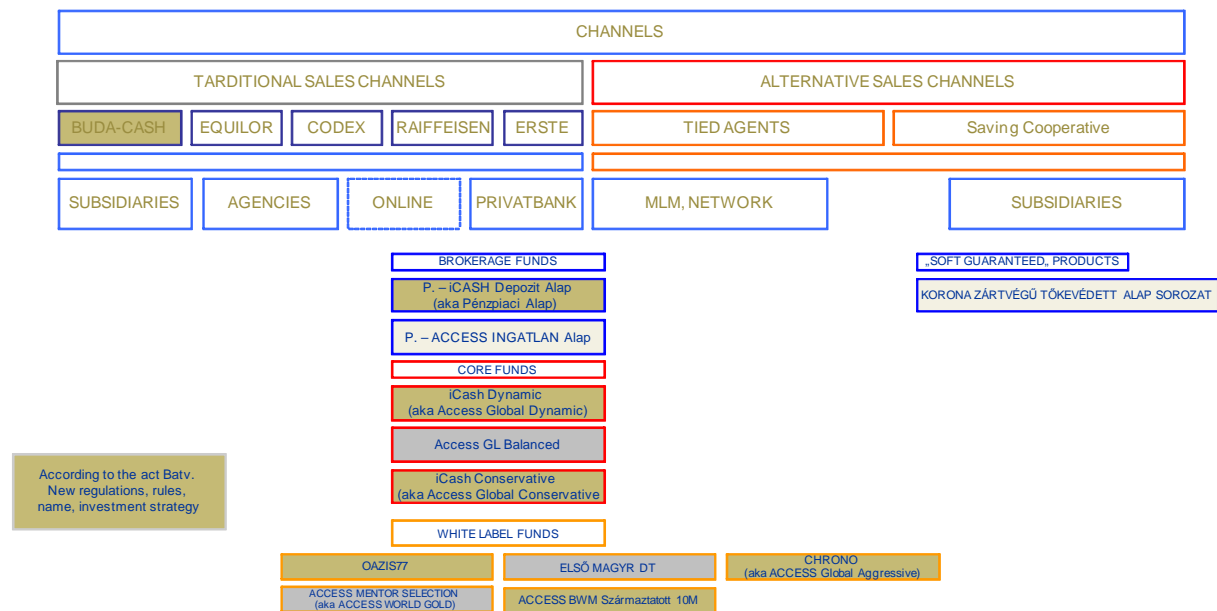 CHANNELS
TARDITIONAL SALES CHANNELS
ALTERNATIVE SALES CHANNELS
BUDA-CASH
EQUILOR
CODEX
RAIFFEISEN
ERSTE
TIED AGENTS
Saving Cooperative
SUBSIDIARIES
AGENCIES
ONLINE
PRIVATBANK
MLM, NETWORK
SUBSIDIARIES
BROKERAGE FUNDS
„SOFT GUARANTEED„ PRODUCTS
P. – iCASH Depozit Alap
(aka Pénzpiaci Alap)
KORONA ZÁRTVÉGŰ TŐKEVÉDETT ALAP SOROZAT
P. – ACCESS INGATLAN Alap
CORE FUNDS
iCash Dynamic
(aka Access Global Dynamic)
Access GL Balanced
According to the act Batv.
New regulations, rules,
name, investment strategy
iCash Conservative
(aka Access Global Conservative
WHITE LABEL FUNDS
OAZIS77
ELSŐ MAGYR DT
CHRONO
(aka ACCESS Global Aggressive)
ACCESS MENTOR SELECTION
(aka ACCESS WORLD GOLD)
ACCESS BWM Származtatott 10M